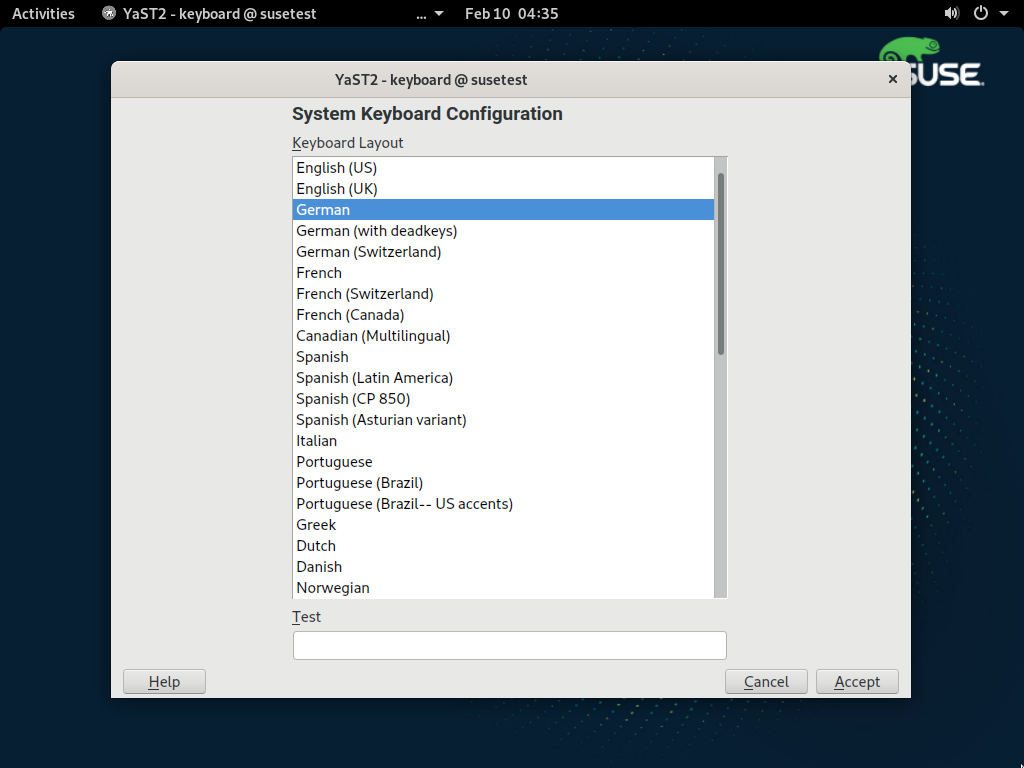 Activities YaST2 - keyboard @ susetest ... Feb 10 04:35
SUSE
YaST2 - keyboard @ susetest ×
System Keyboard Configuration
Keyboard Layout
English (US)
English (UK)
German
German (with deadkeys)
German (Switzerland)
French
French (Switzerland)
French (Canada)
Canadian (Multilingual)
Spanish
Spanish (Latin America)
Spanish (CP 850)
Spanish (Asturian variant)
Italian
Portuguese
Portuguese (Brazil)
Portuguese (Brazil-- US accents)
Greek
Dutch
Danish
Norwegian
Test
Help Cancel Accept